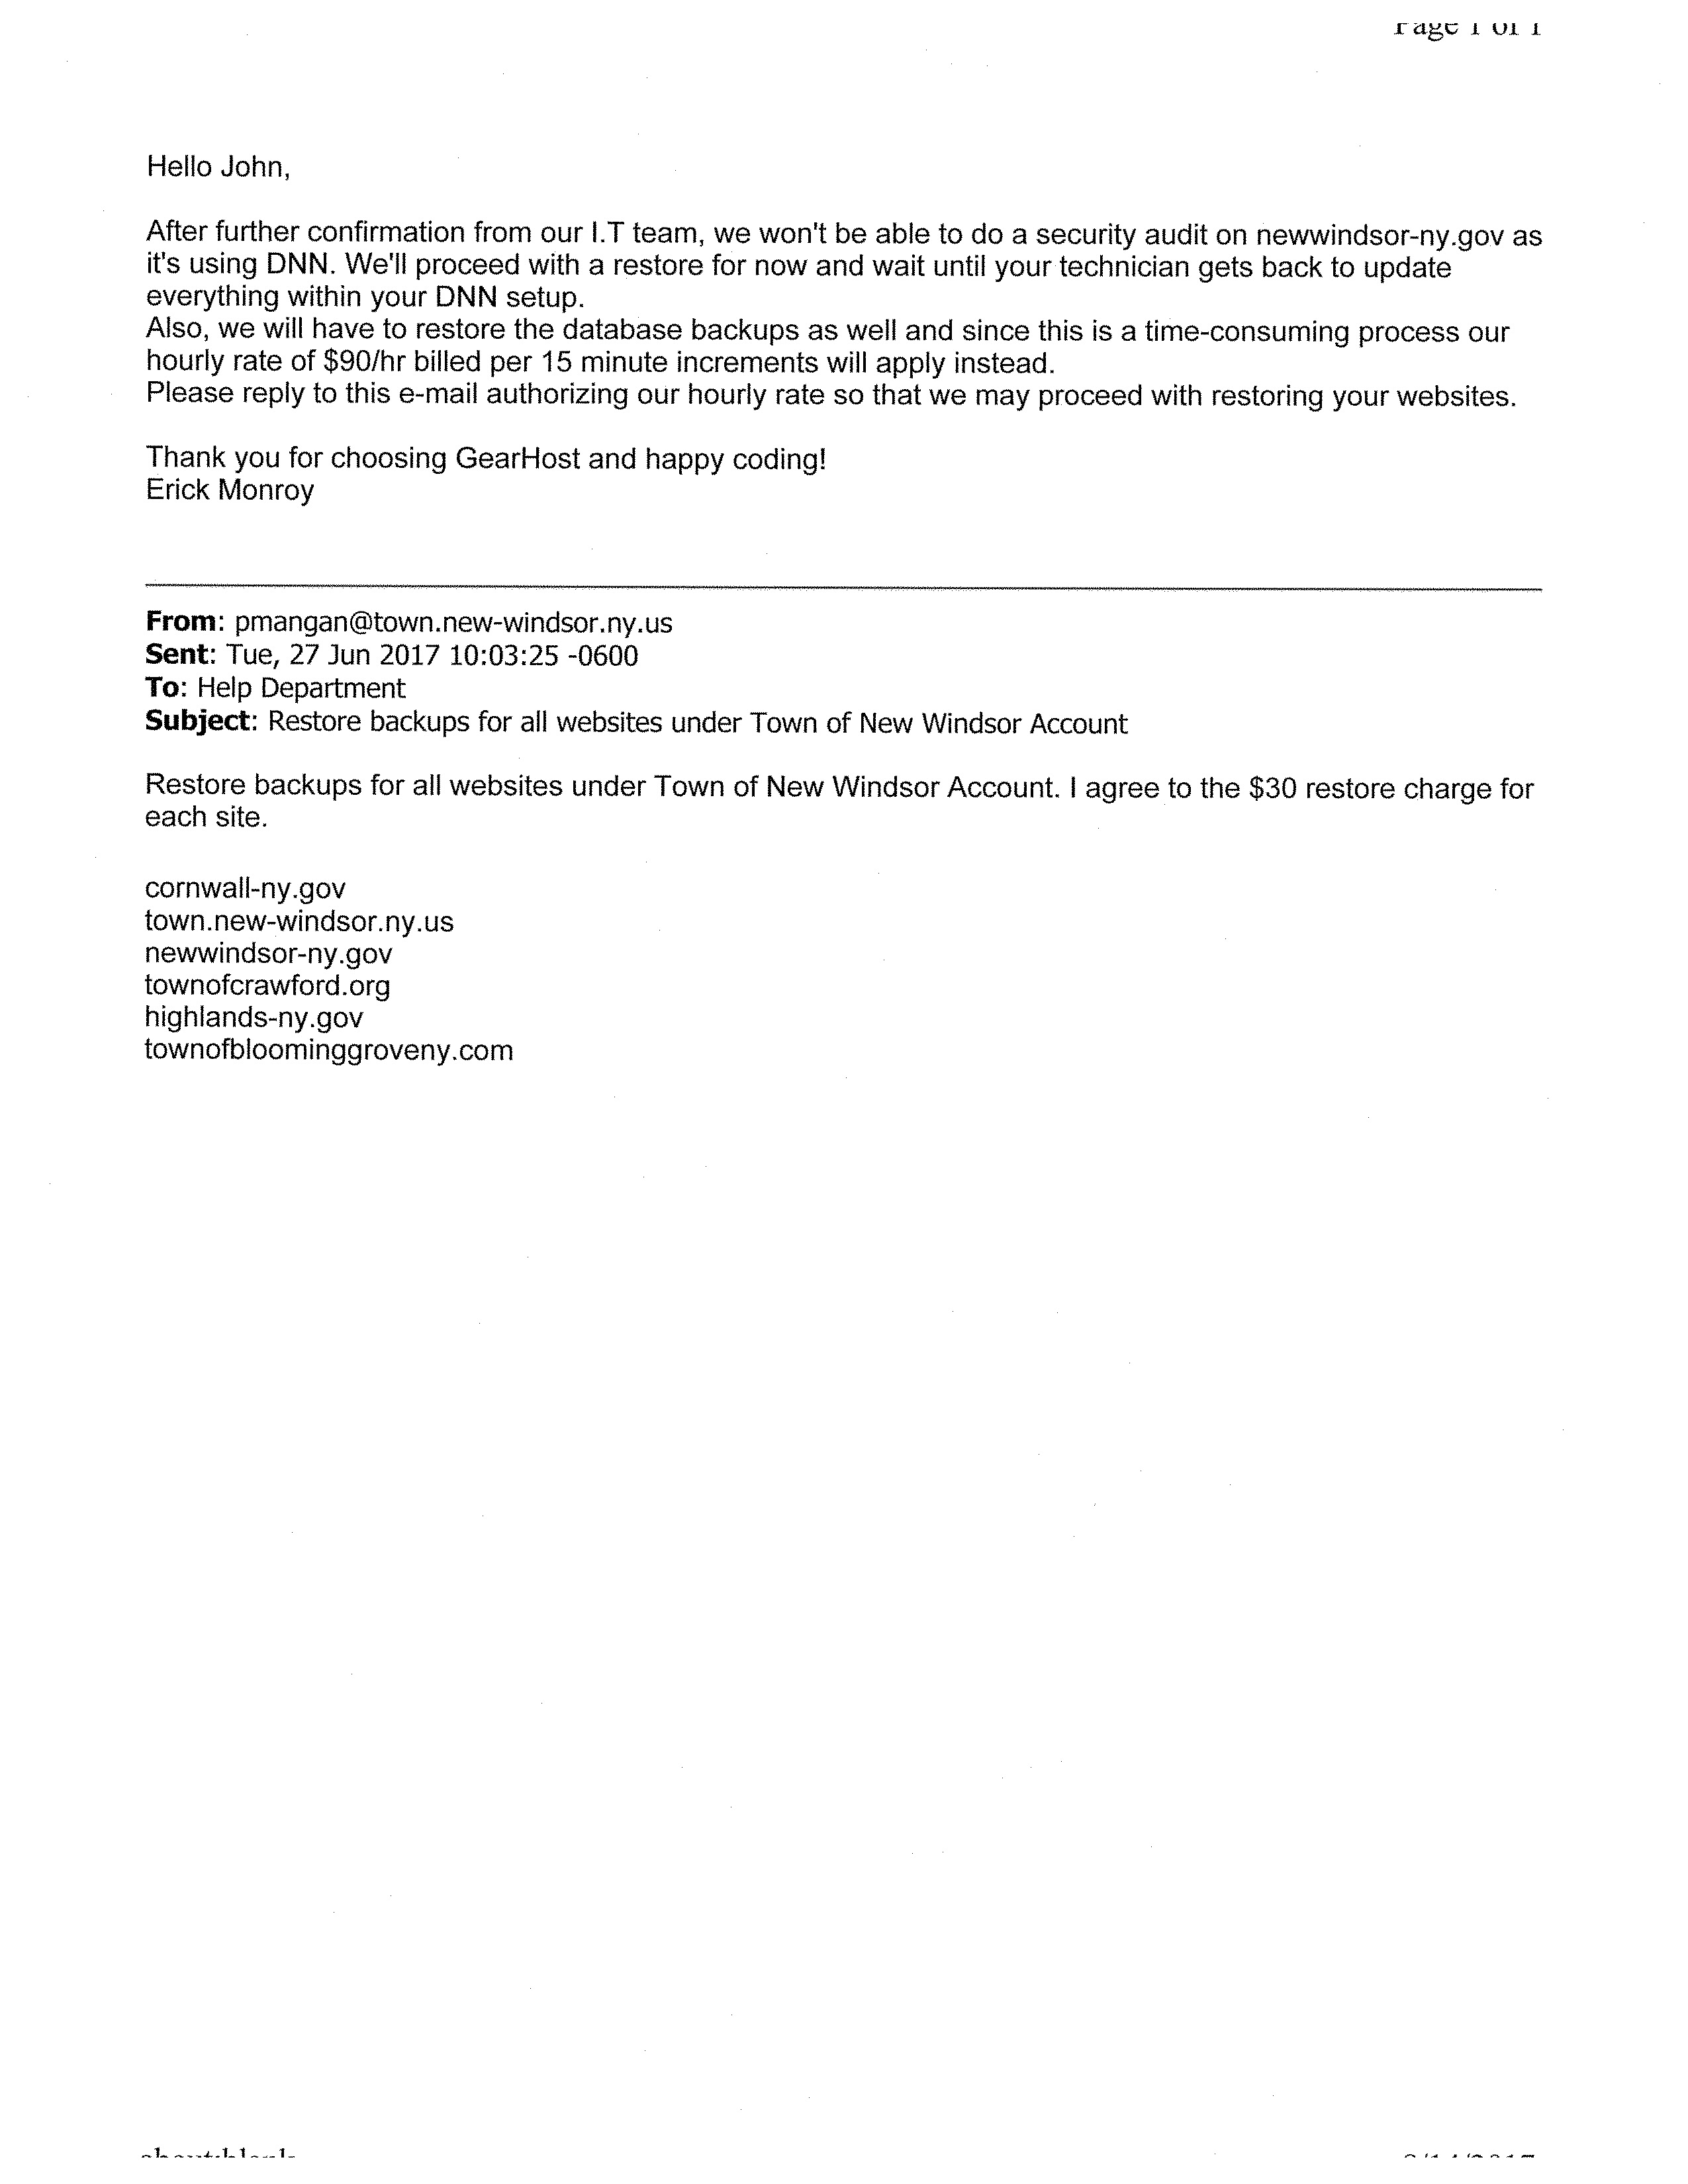 Page 1 of 1
Hello John,
After further confirmation from our I.T team, we won't be able to do a security audit on newwindsor-ny.gov as
it's using DNN. We'll proceed with a restore for now and wait until your technician gets back to update
everything within your DNN setup.
Also, we will have to restore the database backups as well and since this is a time-consuming process our
hourly rate of $90/hr billed per 15 minute increments will apply instead.
Please reply to this e-mail authorizing our hourly rate so that we may proceed with restoring your websites.
Thank you for choosing GearHost and happy coding!
Erick Monroy
From: pmangan@town.new-windsor.ny.us
Sent: Tue, 27 Jun 2017 10:03:25 -0600
To: Help Department
Subject: Restore backups for all websites under Town of New Windsor Account
Restore backups for all websites under Town of New Windsor Account. I agree to the $30 restore charge for
each site.
cornwall-ny.gov
town.new-windsor.ny.us
newwindsor-ny.gov
townofcrawford.org
highlands-ny.gov
townofbloominggroveny.com
about:blank